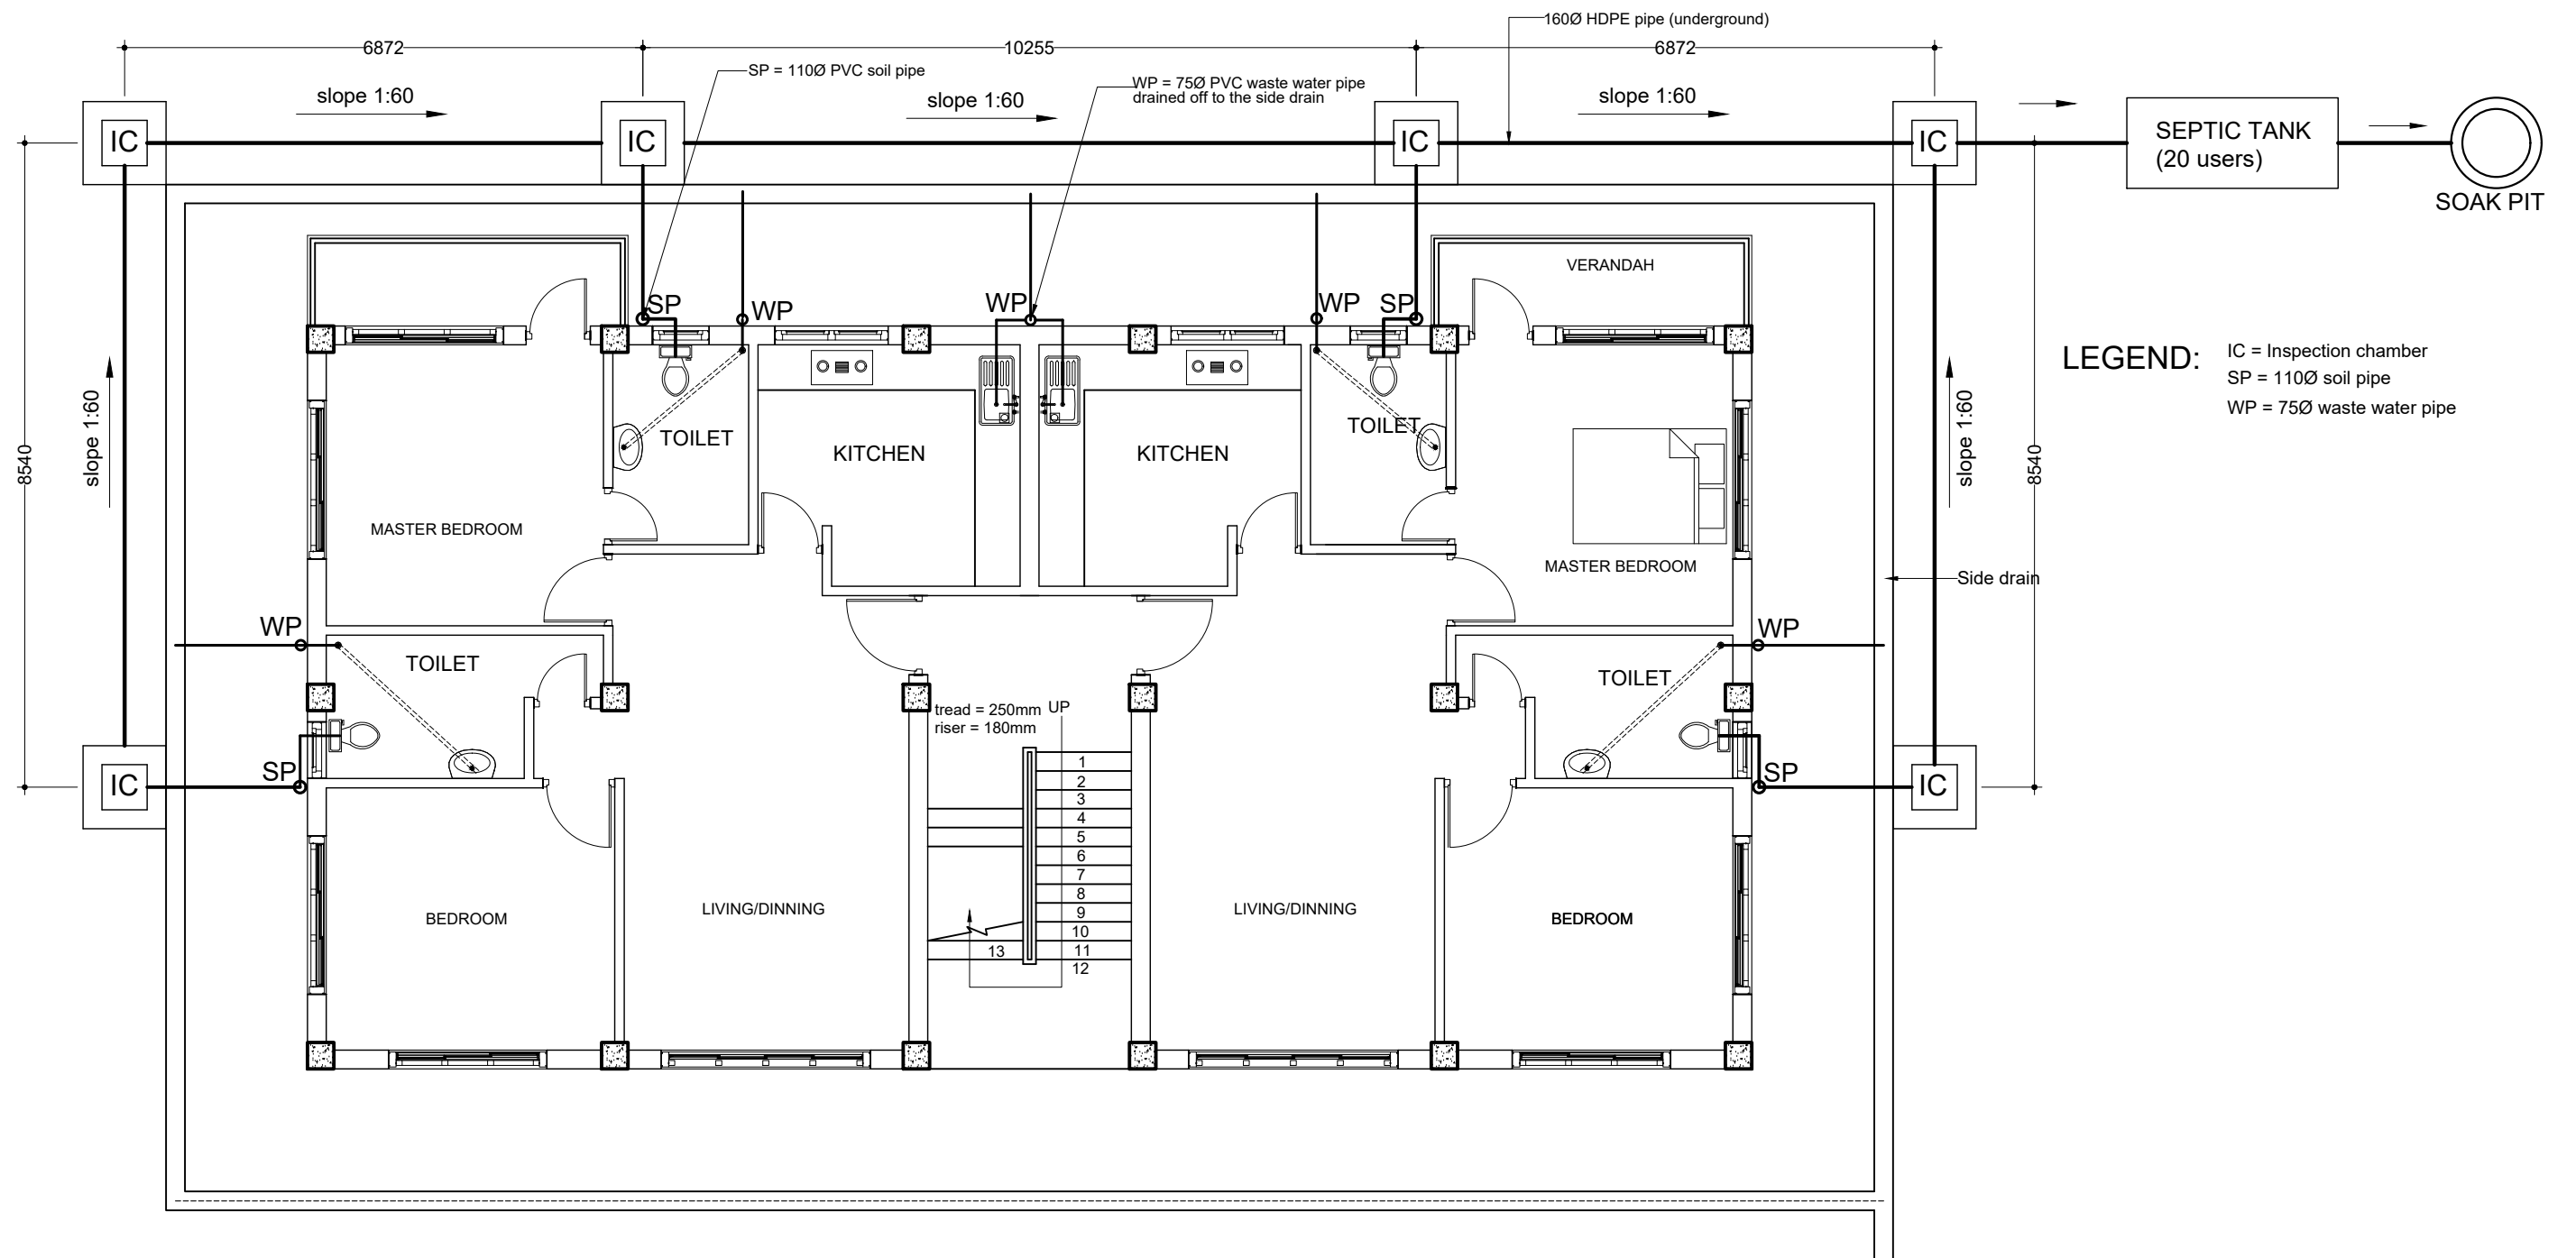 160Ø HDPE pipe (underground)
6872
10255
6872
SP = 110Ø PVC soil pipe
WP = 75Ø PVC waste water pipe
drained off to the side drain
slope 1:60
slope 1:60
slope 1:60
IC
IC
IC
IC
SEPTIC TANK
(20 users)
SOAK PIT
VERANDAH
SP
WP
WP
WP
SP
LEGEND:
IC = Inspection chamber
SP = 110Ø soil pipe
WP = 75Ø waste water pipe
8540
slope 1:60
TOILET
KITCHEN
KITCHEN
TOILET
slope 1:60
8540
MASTER BEDROOM
MASTER BEDROOM
Side drain
WP
WP
TOILET
TOILET
tread = 250mm
riser = 180mm
UP
SP
SP
IC
IC
1
2
3
4
5
6
7
8
9
10
11
12
13
BEDROOM
LIVING/DINNING
LIVING/DINNING
BEDROOM